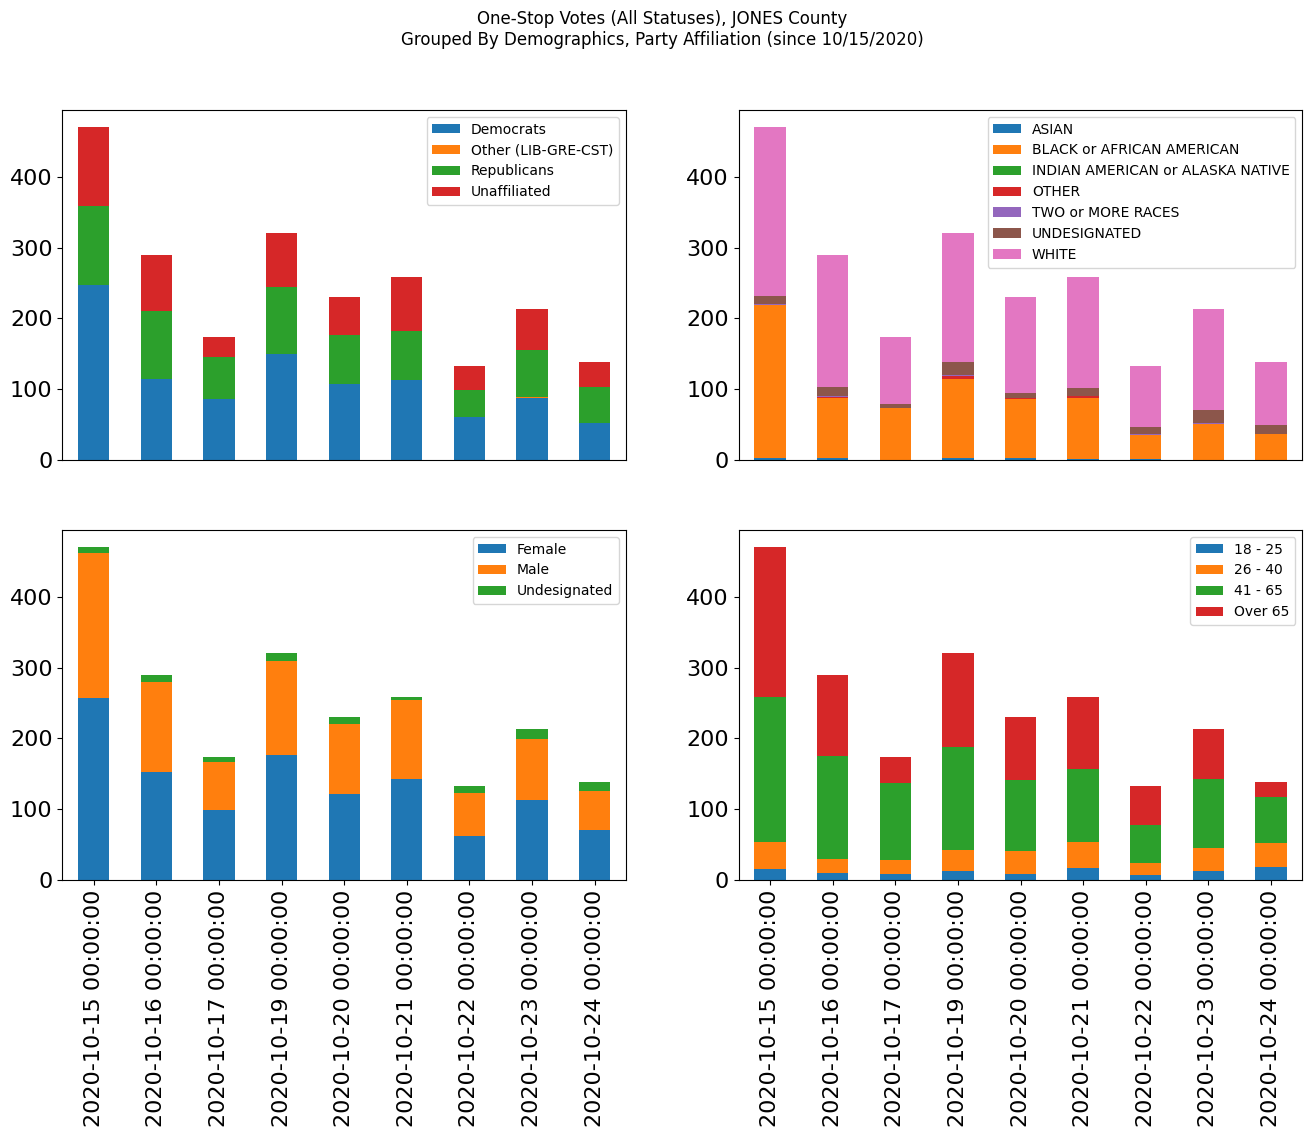 One-Stop Votes (All Statuses), JONES County
Grouped By Demographics, Party Affiliation (since 10/15/2020)
400
300
200
100
0
Democrats
Other (LIB-GRE-CST)
Republicans
Unaffiliated
400
300
200
100
0
ASIAN
BLACK or AFRICAN AMERICAN
INDIAN AMERICAN or ALASKA NATIVE
OTHER
TWO or MORE RACES
UNDESIGNATED
WHITE
400
300
200
100
0
Female
Male
Undesignated
2020-10-15 00:00:00
2020-10-16 00:00:00
2020-10-17 00:00:00
2020-10-19 00:00:00
2020-10-20 00:00:00
2020-10-21 00:00:00
2020-10-22 00:00:00
2020-10-23 00:00:00
2020-10-24 00:00:00
400
300
200
100
0
18 - 25
26 - 40
41 - 65
Over 65
2020-10-15 00:00:00
2020-10-16 00:00:00
2020-10-17 00:00:00
2020-10-19 00:00:00
2020-10-20 00:00:00
2020-10-21 00:00:00
2020-10-22 00:00:00
2020-10-23 00:00:00
2020-10-24 00:00:00